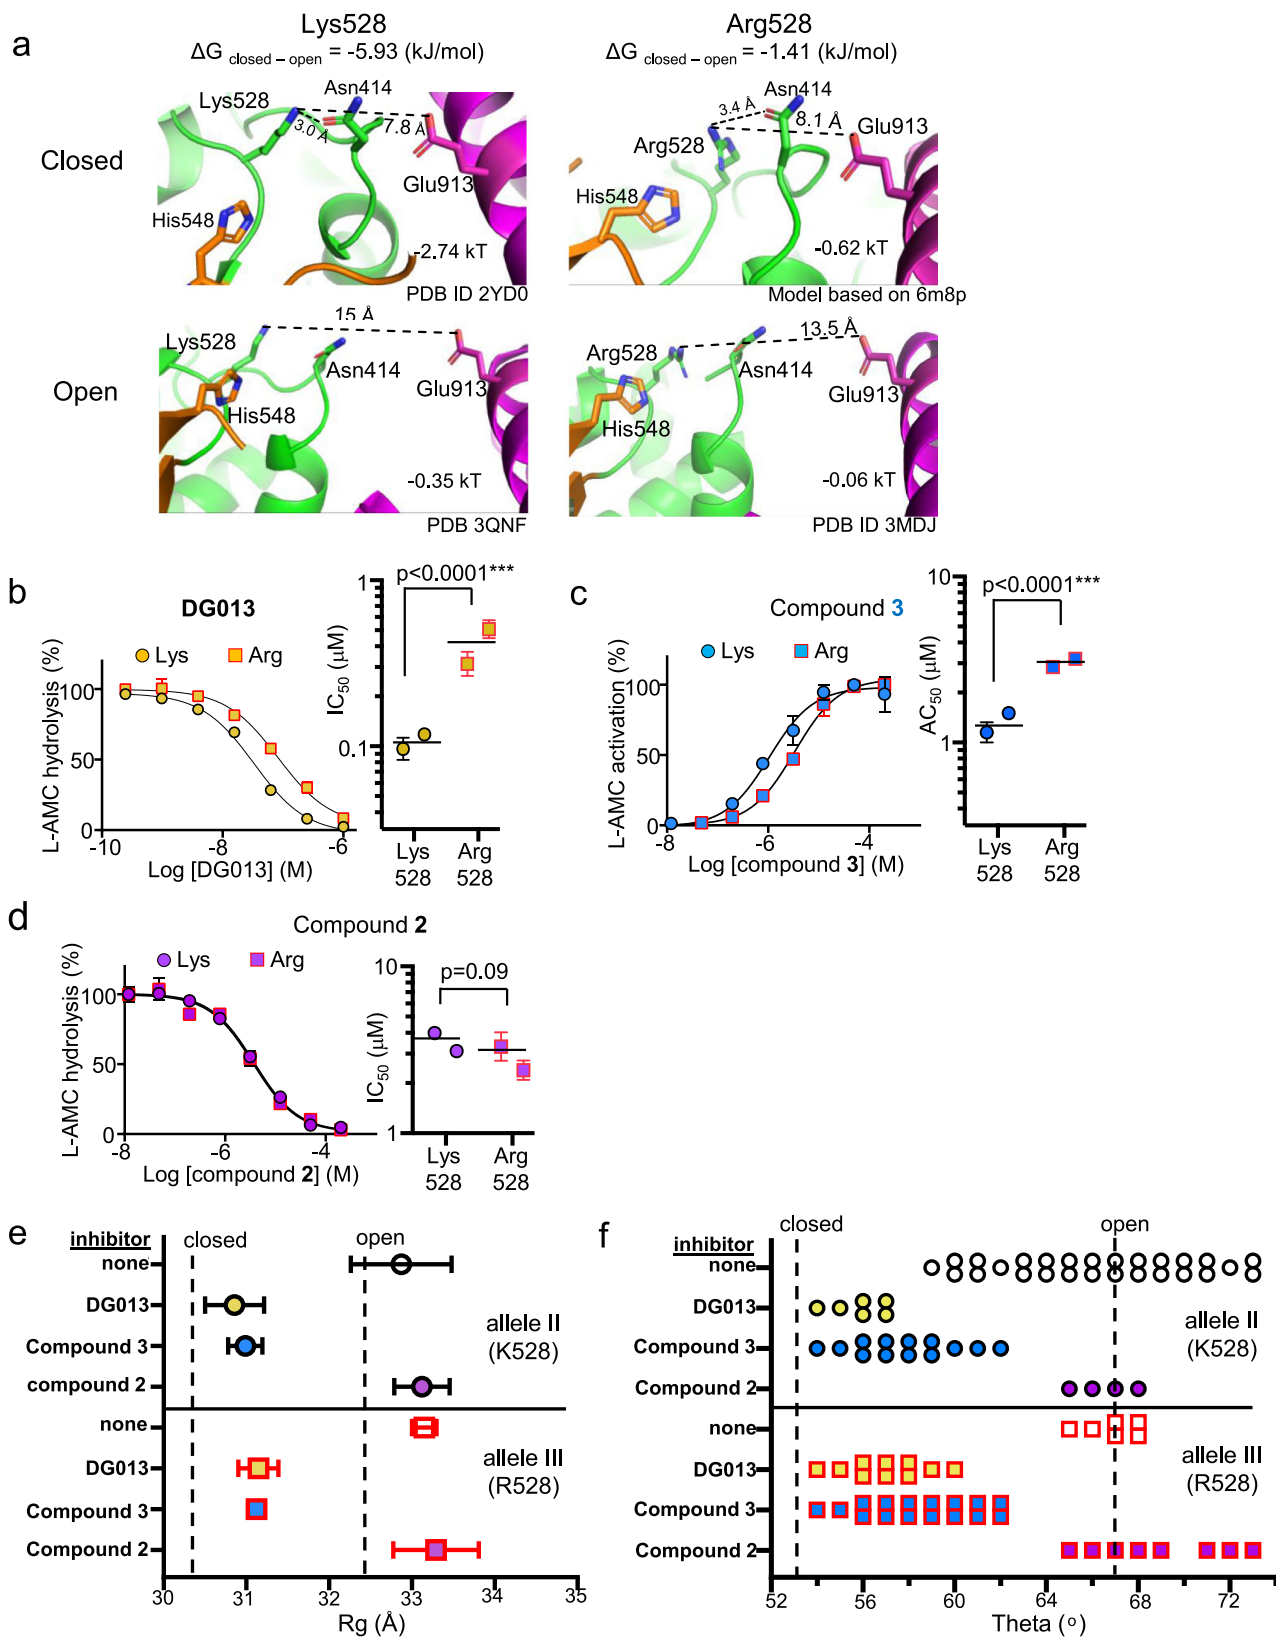 a
Lys528
ΔG closed – open = -5.93 (kJ/mol)
Arg528
ΔG closed – open = -1.41 (kJ/mol)
Closed
Lys528
Asn414
3.0 Å
7.8 Å
Glu913
His548
-2.74 kT
PDB ID 2YD0
Asn414
3.4 Å
8.1 Å
Glu913
Arg528
His548
-0.62 kT
Model based on 6m8p
Open
15 Å
Lys528
Asn414
Glu913
His548
-0.35 kT
PDB 3QNF
13.5 Å
Arg528
Asn414
Glu913
His548
-0.06 kT
PDB ID 3MDJ
b
DG013
Lys
Arg
L-AMC hydrolysis (%)
100
50
0
-10
-8
-6
Log [DG013] (M)
p<0.0001***
IC50 (μM)
1
0.1
Lys
528
Arg
528
c
Compound 3
Lys
Arg
L-AMC activation (%)
100
50
0
-8
-6
-4
Log [compound 3] (M)
p<0.0001***
AC50 (μM)
10
1
Lys
528
Arg
528
d
Compound 2
Lys
Arg
L-AMC hydrolysis (%)
100
50
0
-8
-6
-4
Log [compound 2] (M)
p=0.09
IC50 (μM)
10
1
Lys
528
Arg
528
e
inhibitor
closed
open
none
DG013
Compound 3
compound 2
allele II
(K528)
none
DG013
Compound 3
Compound 2
allele III
(R528)
30
31
32
33
34
35
Rg (Å)
f
inhibitor
closed
open
none
DG013
Compound 3
Compound 2
allele II
(K528)
none
DG013
Compound 3
Compound 2
allele III
(R528)
52
56
60
64
68
72
Theta (o)